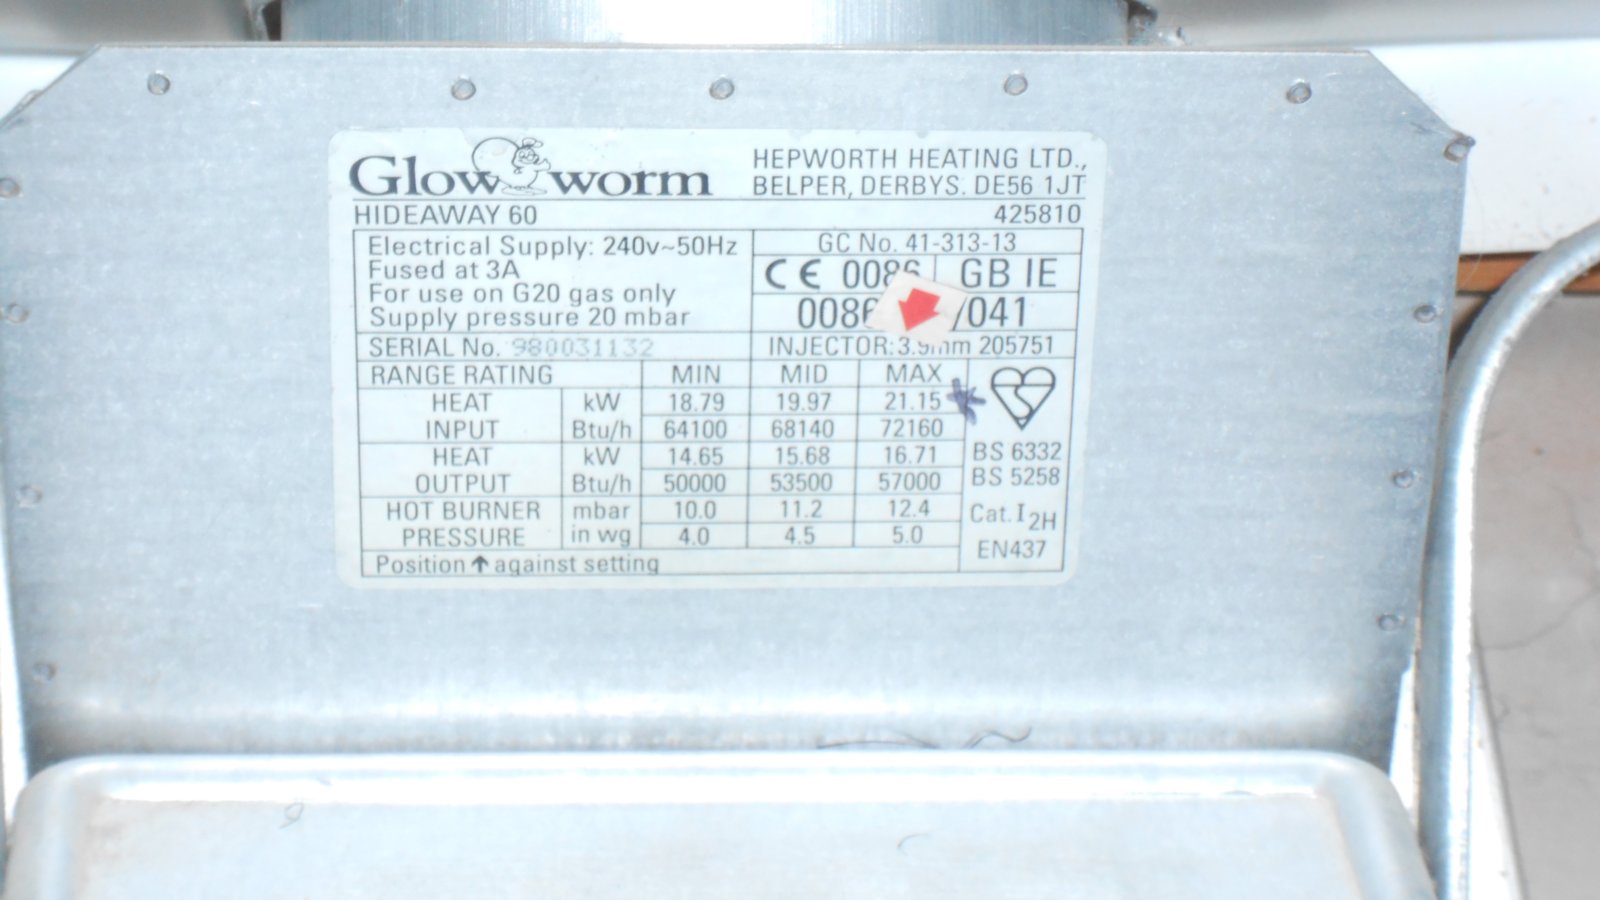 Glow worm
HEPWORTH HEATING LTD.,
BELPER, DERBYS. DE56 1JT
HIDEAWAY 60 425810
Electrical Supply: 240v~50Hz
Fused at 3A
For use on G20 gas only
Supply pressure 20 mbar
GC No. 41-313-13
CE 0086 GB IE
0086 /041
SERIAL No. 980031132
INJECTOR: 3.9mm 205751
RANGE RATING MIN MID MAX
HEAT kW 18.79 19.97 21.15
INPUT Btu/h 64100 68140 72160
HEAT kW 14.65 15.68 16.71
OUTPUT Btu/h 50000 53500 57000
HOT BURNER mbar 10.0 11.2 12.4
PRESSURE in wg 4.0 4.5 5.0
Position ↑ against setting
BS 6332
BS 5258
Cat. I 2H
EN437